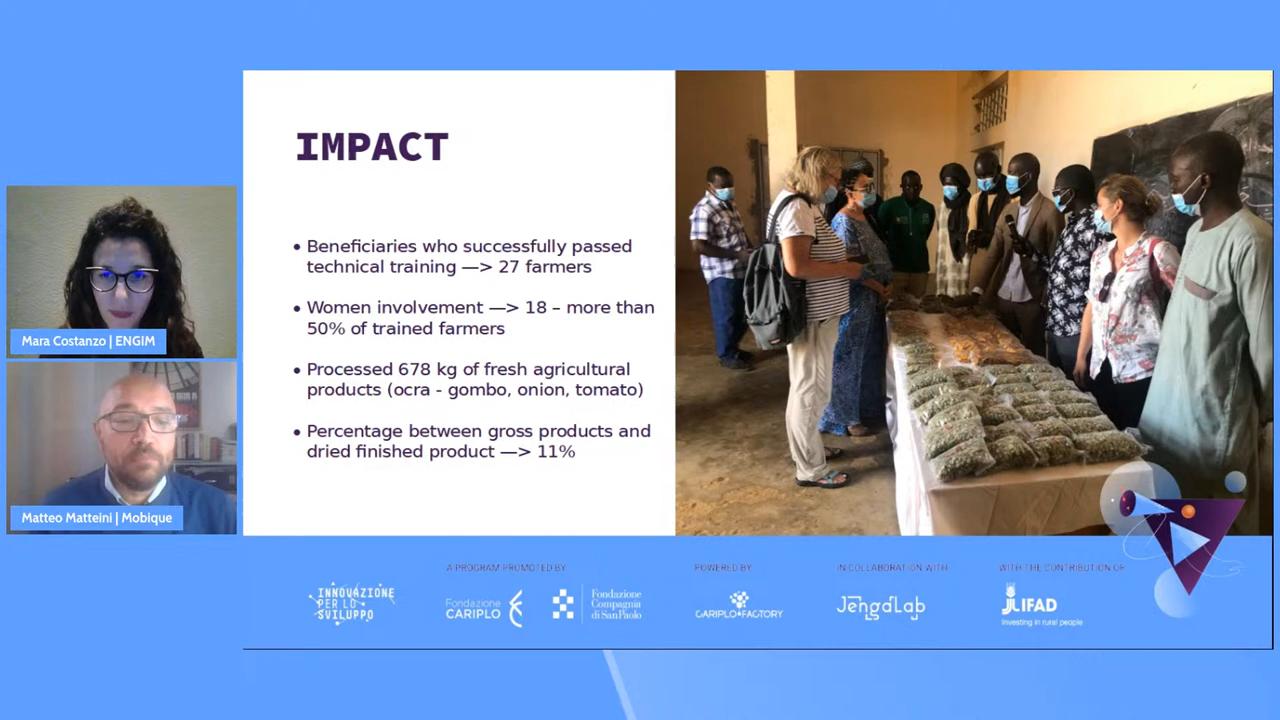 IMPACT
• Beneficiaries who successfully passed
technical training —> 27 farmers
• Women involvement —> 18 – more than
50% of trained farmers
• Processed 678 kg of fresh agricultural
products (ocra - gombo, onion, tomato)
• Percentage between gross products and
dried finished product —> 11%
Mara Costanzo | ENGIM
Matteo Matteini | Mobique
A PROGRAM PROMOTED BY
POWERED BY
IN COLLABORATION WITH
WITH THE CONTRIBUTION OF
INNOVAZIONE
PER LO
SVILUPPO
Fondazione
CARIPLO
Fondazione
Compagnia
di San Paolo
CARIPLO FACTORY
JengaLab
JLIFAD
Investing in rural people